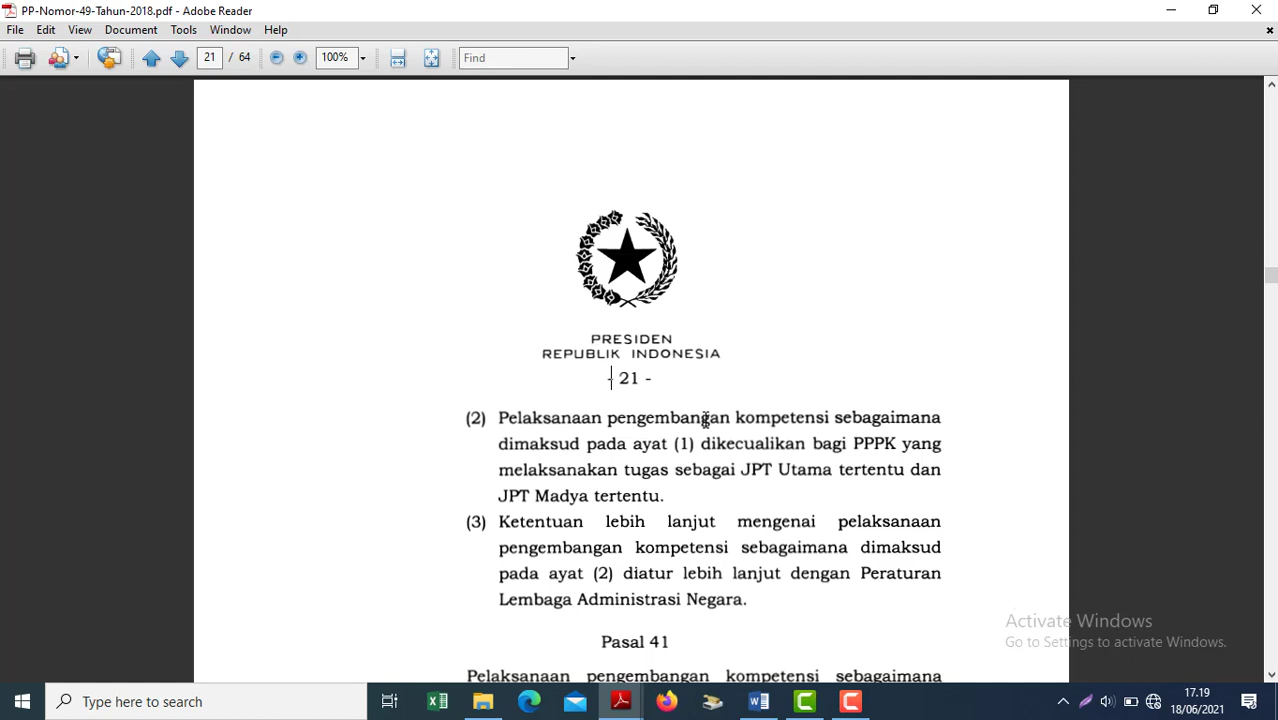 PP-Nomor-49-Tahun-2018.pdf - Adobe Reader
File Edit View Document Tools Window Help
21 / 64 100% Find
PRESIDEN
REPUBLIK INDONESIA
- 21 -
(2) Pelaksanaan pengembangan kompetensi sebagaimana
dimaksud pada ayat (1) dikecualikan bagi PPPK yang
melaksanakan tugas sebagai JPT Utama tertentu dan
JPT Madya tertentu.
(3) Ketentuan lebih lanjut mengenai pelaksanaan
pengembangan kompetensi sebagaimana dimaksud
pada ayat (2) diatur lebih lanjut dengan Peraturan
Lembaga Administrasi Negara.
Pasal 41
Pelaksanaan pengembangan kompetensi sebagaimana
Activate Windows
Go to Settings to activate Windows.
Type here to search
17.19
18/06/2021